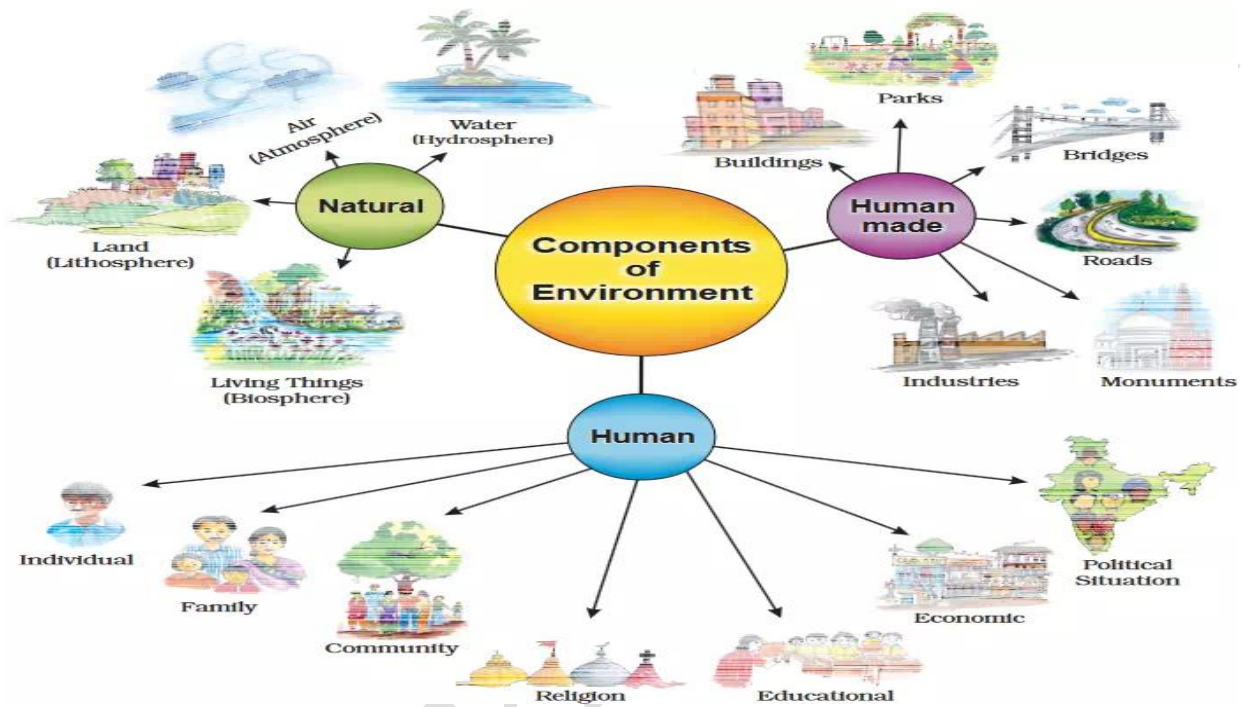 Components
of
Environment
Natural
Air
(Atmosphere)
Water
(Hydrosphere)
Land
(Lithosphere)
Living Things
(Biosphere)
Human
made
Buildings
Parks
Bridges
Roads
Industries
Monuments
Human
Individual
Family
Community
Religion
Educational
Economic
Political
Situation